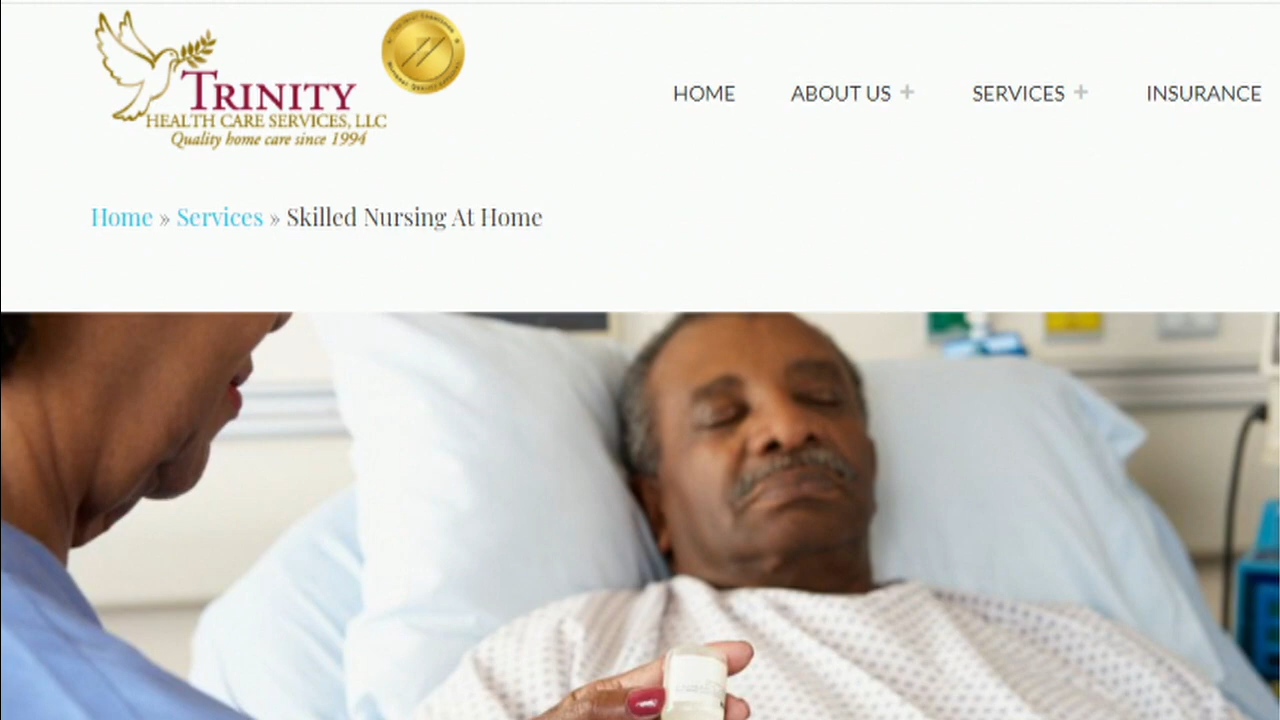 TRINITY
HEALTH CARE SERVICES, LLC
Quality home care since 1994
HOME
ABOUT US +
SERVICES +
INSURANCE
Home » Services » Skilled Nursing At Home